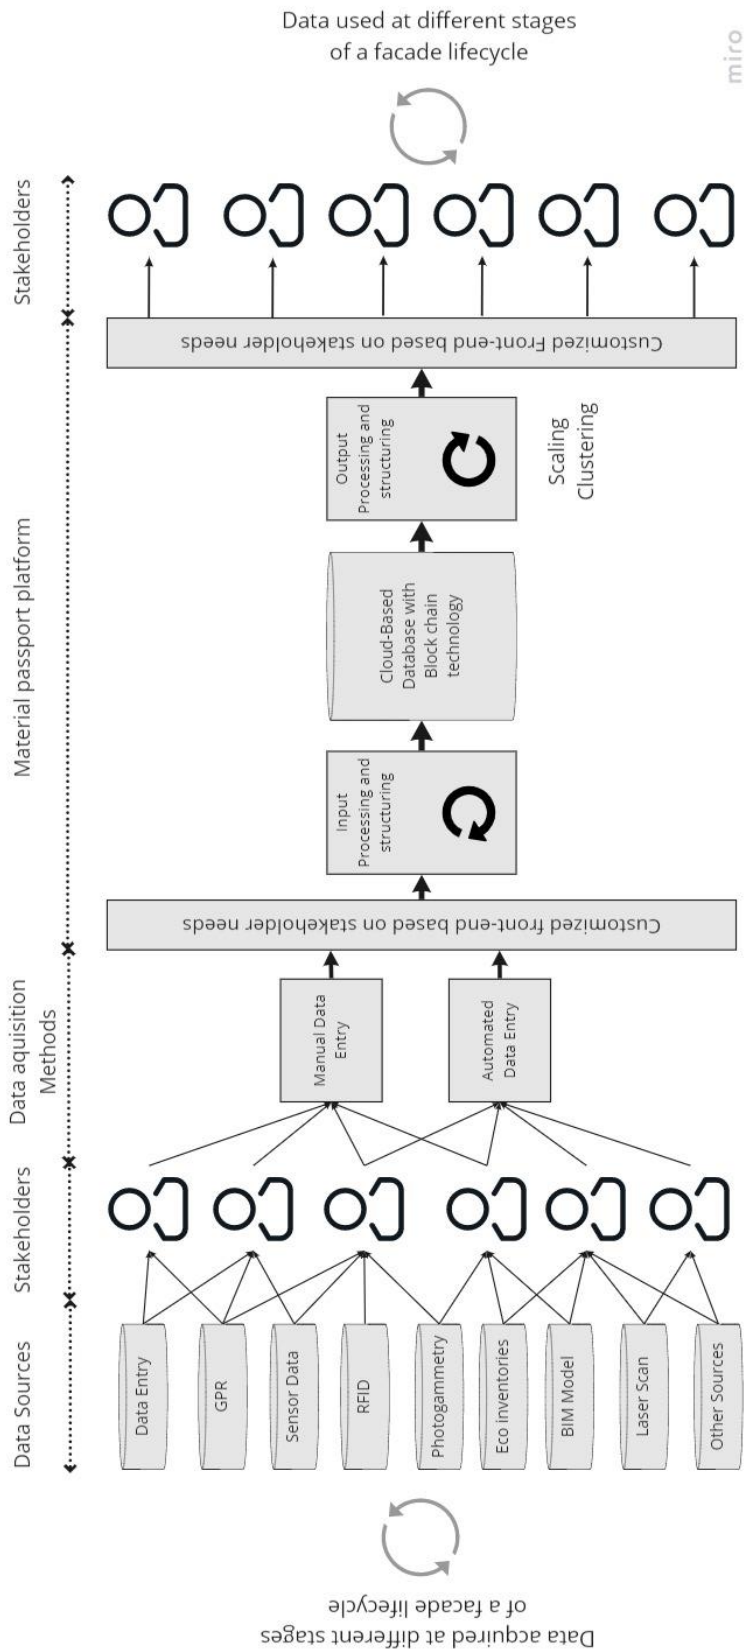 Data acquired at different stages
of a facade lifecycle
Data Sources
Stakeholders
Data aquisition
Methods
Material passport platform
Stakeholders
Data Entry
GPR
Sensor Data
RFID
Photogammetry
Eco inventories
BIM Model
Laser Scan
Other Sources
Manual Data
Entry
Automated
Data Entry
Customized front-end based on stakeholder needs
Input
Processing and
structuring
Cloud-Based
Database with
Block chain
technology
Output
Processing and
structuring
Scaling
Clustering
Customized Front-end based on stakeholder needs
Data used at different stages
of a facade lifecycle
miro